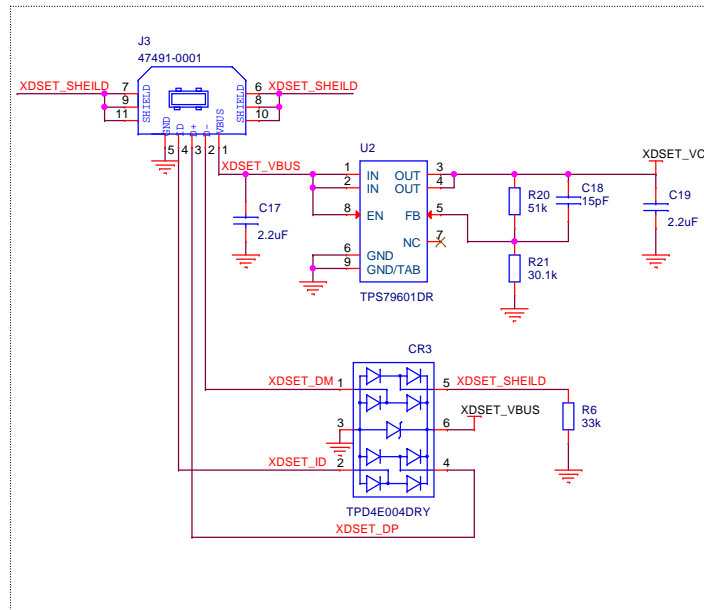 J3
47491-0001
XDSET_SHEILD
7
9
11
SHIELD
GND
ID
D+
D-
VBUS
SHIELD
6
8
10
XDSET_SHEILD
5
4
3
2
1
XDSET_VBUS
C17
2.2uF
U2
1
2
8
6
9
IN
IN
EN
GND
GND/TAB
OUT
OUT
FB
NC
3
4
5
7
TPS79601DR
R20
51k
C18
15pF
R21
30.1k
XDSET_VC
C19
2.2uF
CR3
XDSET_DM
1
3
2
XDSET_ID
5
6
4
XDSET_SHEILD
XDSET_VBUS
R6
33k
TPD4E004DRY
XDSET_DP